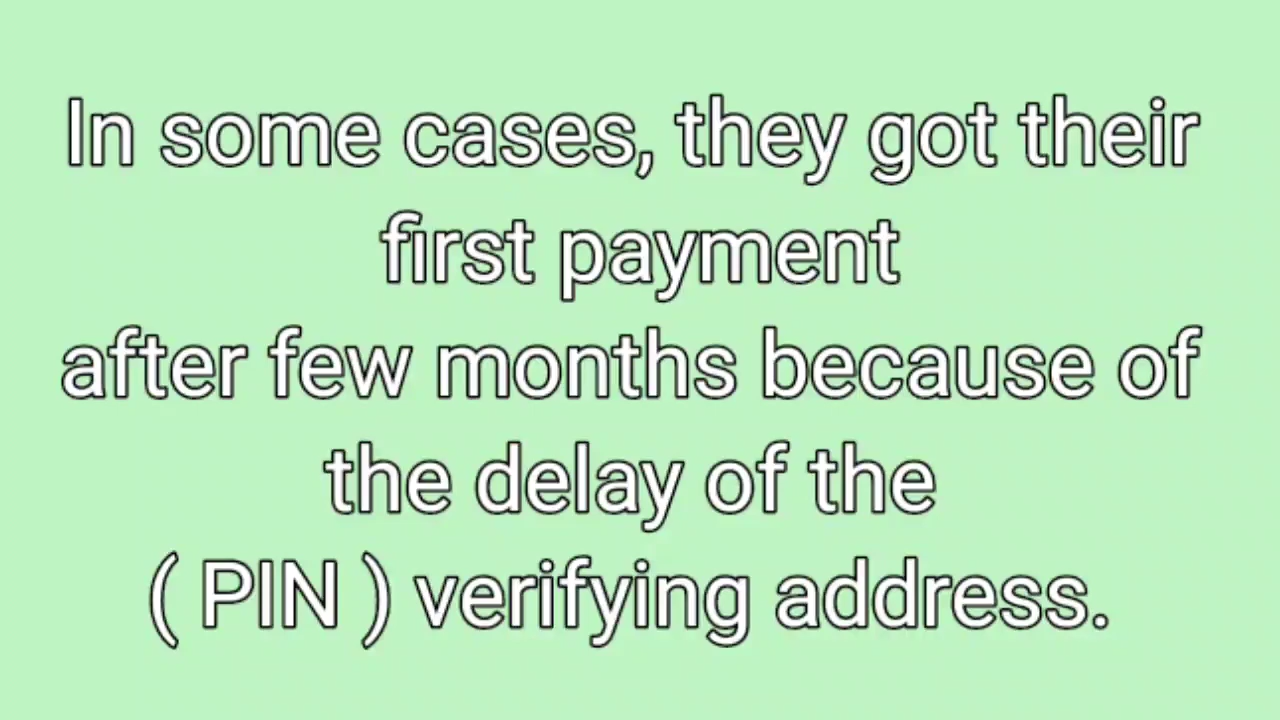 In some cases, they got their
first payment
after few months because of
the delay of the
( PIN ) verifying address.